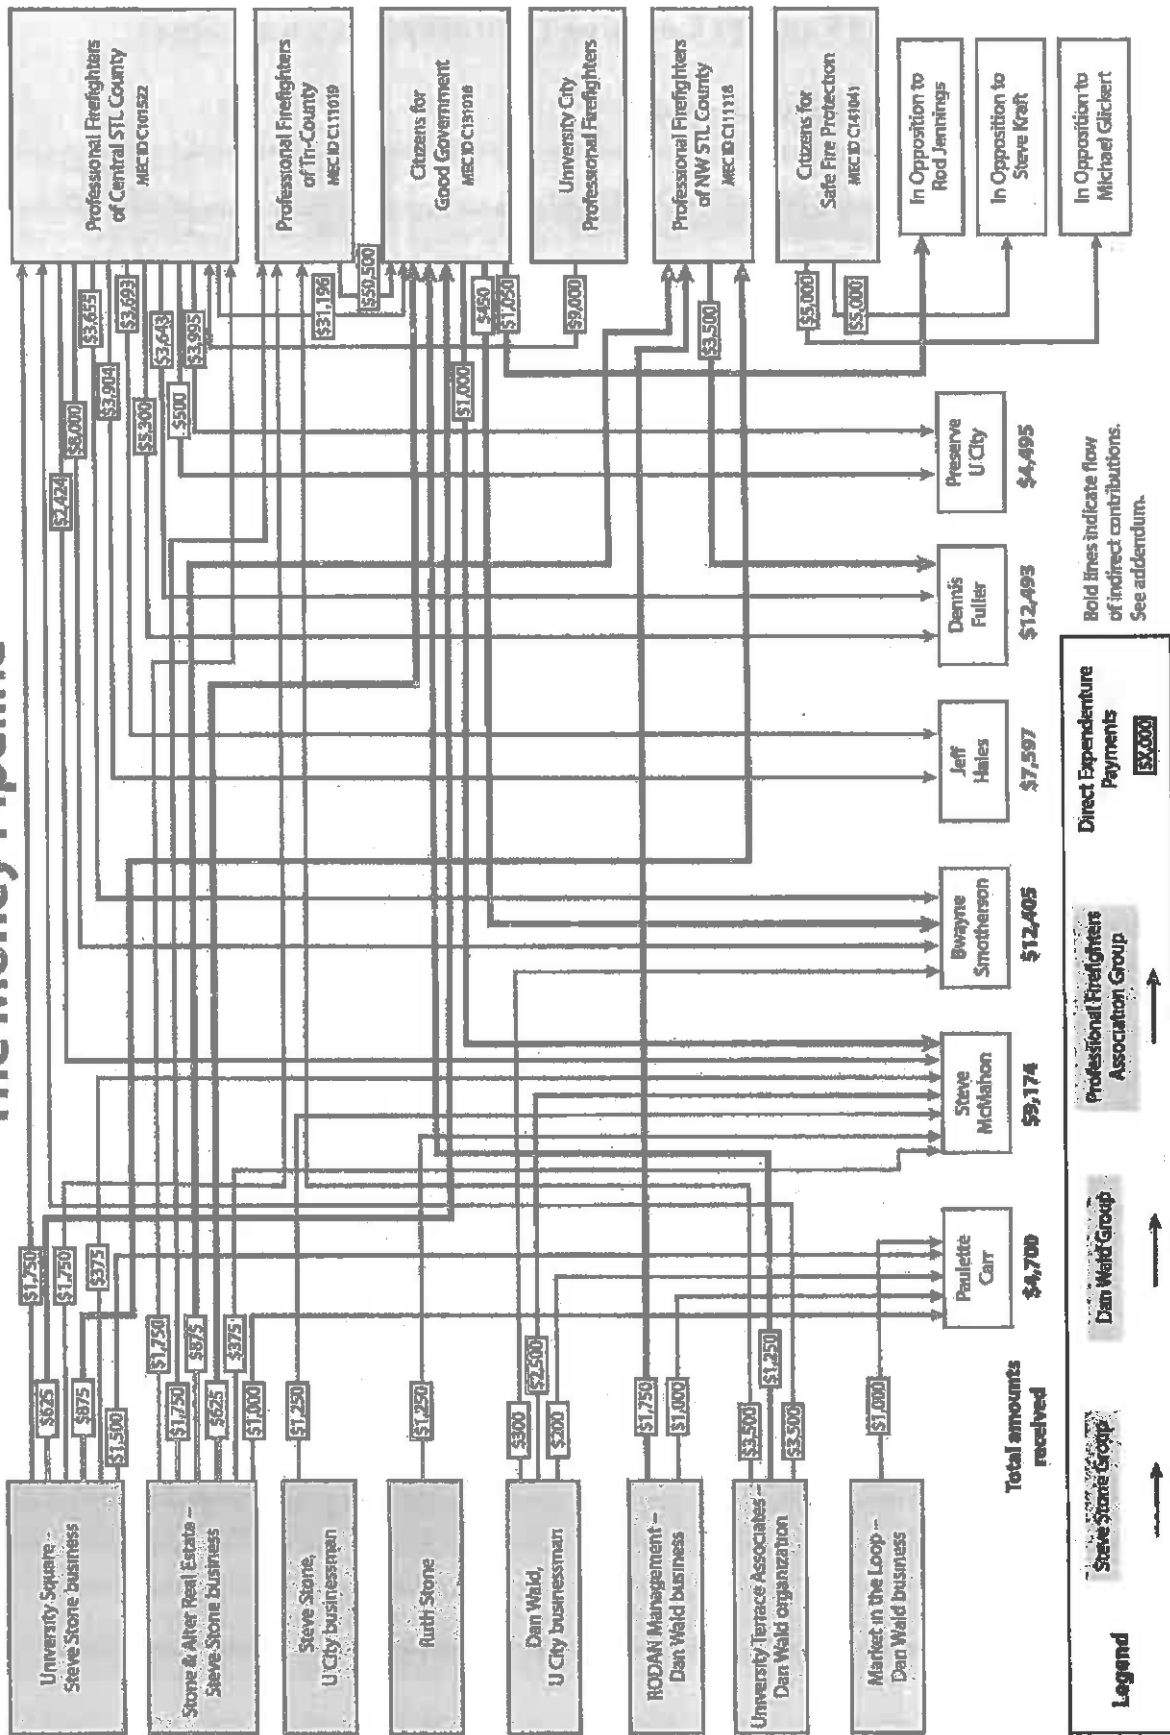 The Money Pipeline
University Square –
Steve Stone business
Stone & Alter Real Estate –
Steve Stone business
Steve Stone,
U City businessman
Ruth Stone
Dan Wald,
U City businessman
RODAN Management –
Dan Wald business
University Terrace Associates –
Dan Wald organization
Market in the Loop –
Dan Wald business
$1,750
$625
$1,750
$875
$375
$1,500
$1,750
$1,750
$875
$625
$375
$1,000
$1,250
$1,250
$300
$2,500
$200
$1,750
$1,000
$3,500
$1,250
$3,500
$1,000
$2,424
$8,000
$3,655
$3,904
$3,693
$5,300
$3,643
$500
$3,995
$31,196
$50,500
$1,000
$450
$1,050
$9,000
$3,500
$5,000
$5,000
Professional Firefighters
of Central STL County
MEC ID C101522
Professional Firefighters
of Tri-County
MEC ID C111019
Citizens for
Good Government
MEC ID C131018
University City
Professional Firefighters
Professional Firefighters
of NW STL County
MEC ID C111118
Citizens for
Safe Fire Protection
MEC ID C141041
In Opposition to
Rod Jennings
In Opposition to
Steve Kraft
In Opposition to
Michael Glickert
Total amounts
received
Paulette
Carr
$4,700
Steve
McMahon
$9,174
Bwayne
Smotherson
$12,405
Jeff
Hales
$7,597
Dennis
Fuller
$12,493
Preserve
U City
$4,495
Bold lines indicate flow
of indirect contributions.
See addendum.
Legend
Steve Stone Group
Dan Wald Group
Professional Firefighters
Association Group
Direct Expenditure
Payments
$X,000